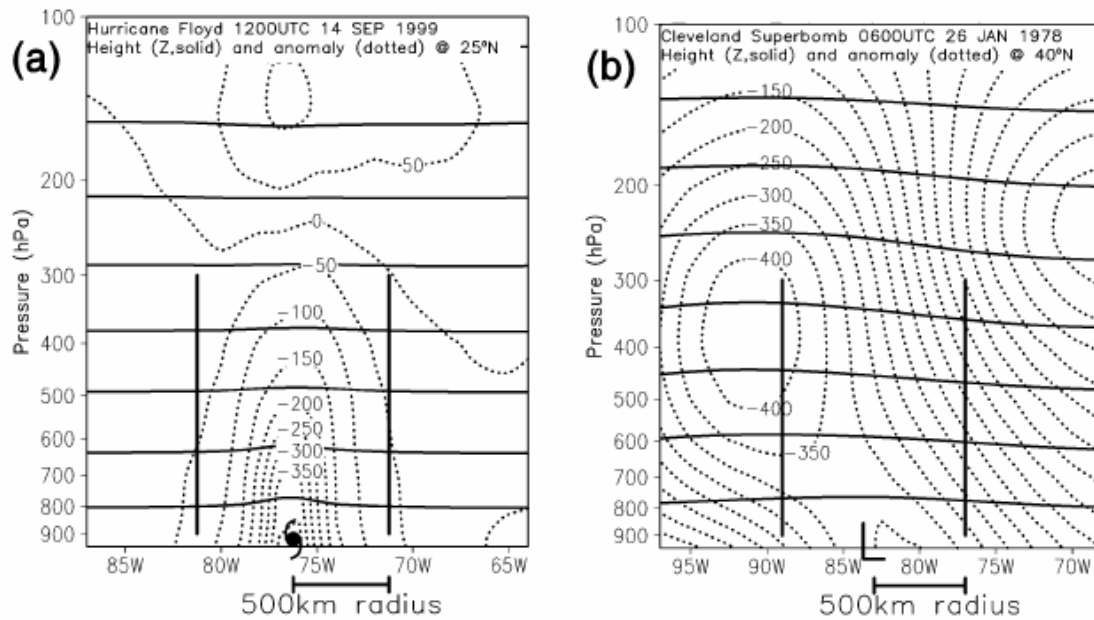 (a)
Hurricane Floyd 1200UTC 14 SEP 1999
Height (Z,solid) and anomaly (dotted) @ 25°N
Pressure (hPa)
100
200
300
400
500
600
700
800
900
-50
0
-50
-100
-150
-200
-300
-350
85W
80W
75W
70W
65W
500km radius
(b)
Cleveland Superbomb 0600UTC 26 JAN 1978
Height (Z,solid) and anomaly (dotted) @ 40°N
Pressure (hPa)
100
200
300
400
500
600
700
800
900
-150
-200
-250
-300
-350
-400
-400
-350
L
95W
90W
85W
80W
75W
70W
500km radius